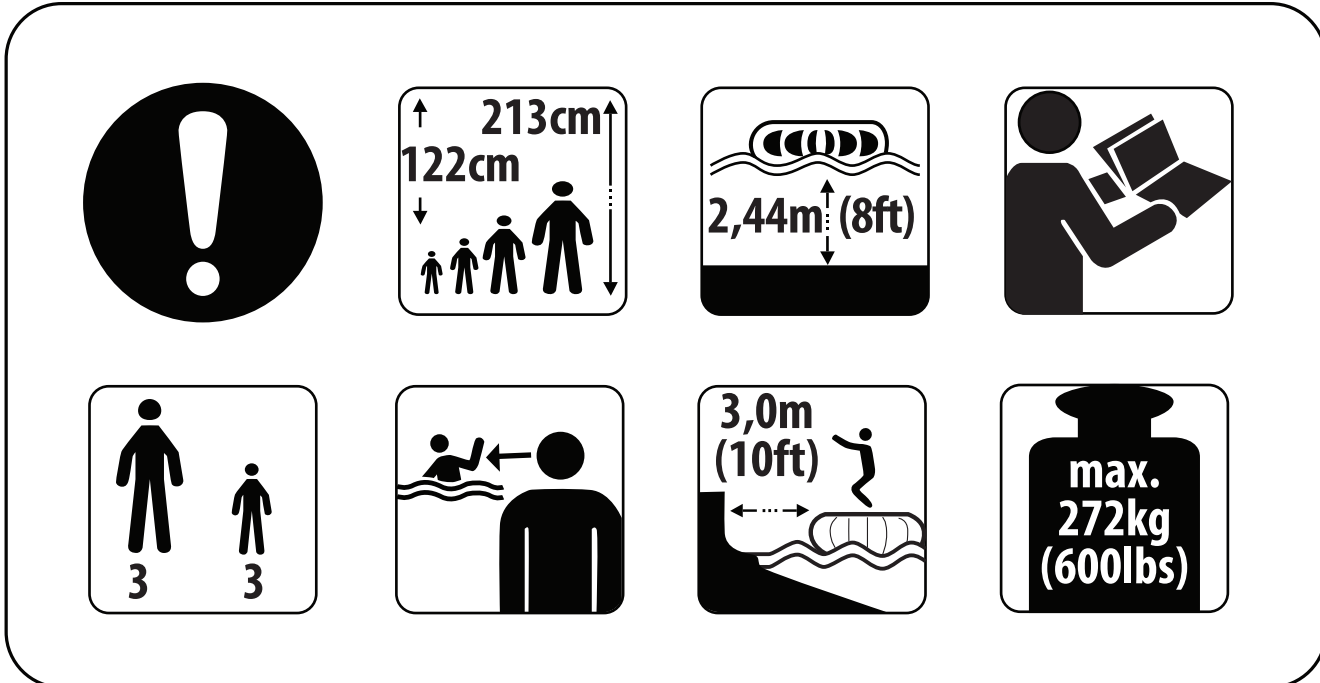 213cm
122cm
2,44m (8ft)
3 3
3,0m
(10ft)
max.
272kg
(600lbs)